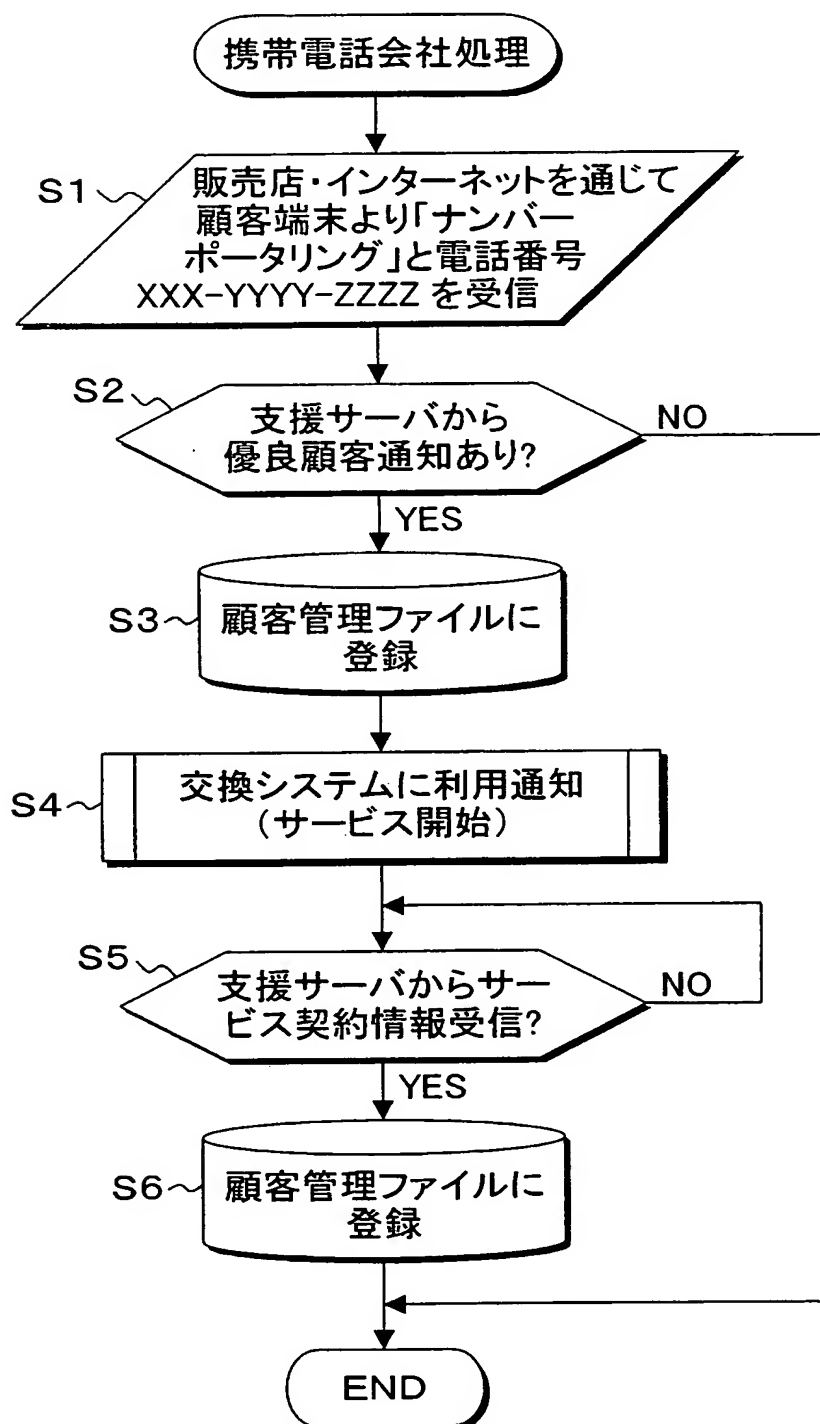 携帯電話会社処理
S1
販売店・インターネットを通じて
顧客端末より「ナンバー
ポータリング」と電話番号
XXX-YYYY-ZZZZ を受信
S2
支援サーバから
優良顧客通知あり?
NO
YES
S3
顧客管理ファイルに
登録
S4
交換システムに利用通知
(サービス開始)
S5
支援サーバからサー
ビス契約情報受信?
NO
YES
S6
顧客管理ファイルに
登録
END